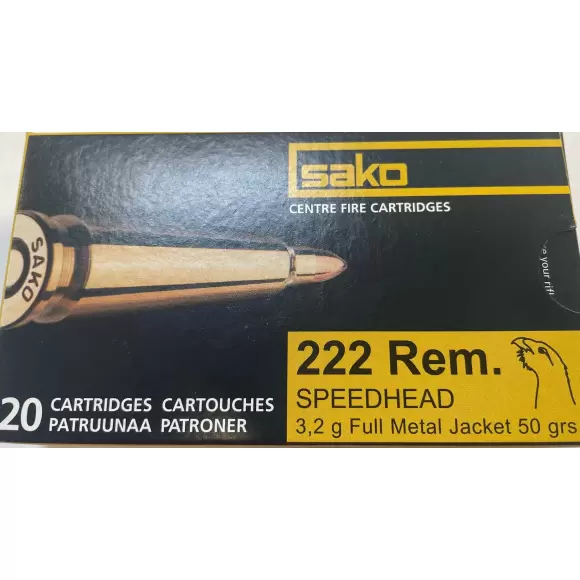 sako
CENTRE FIRE CARTRIDGES
SAKO
your
222 Rem.
SPEEDHEAD
3,2 g Full Metal Jacket 50 grs
20 CARTRIDGES CARTOUCHES
PATRUUNAA PATRONER